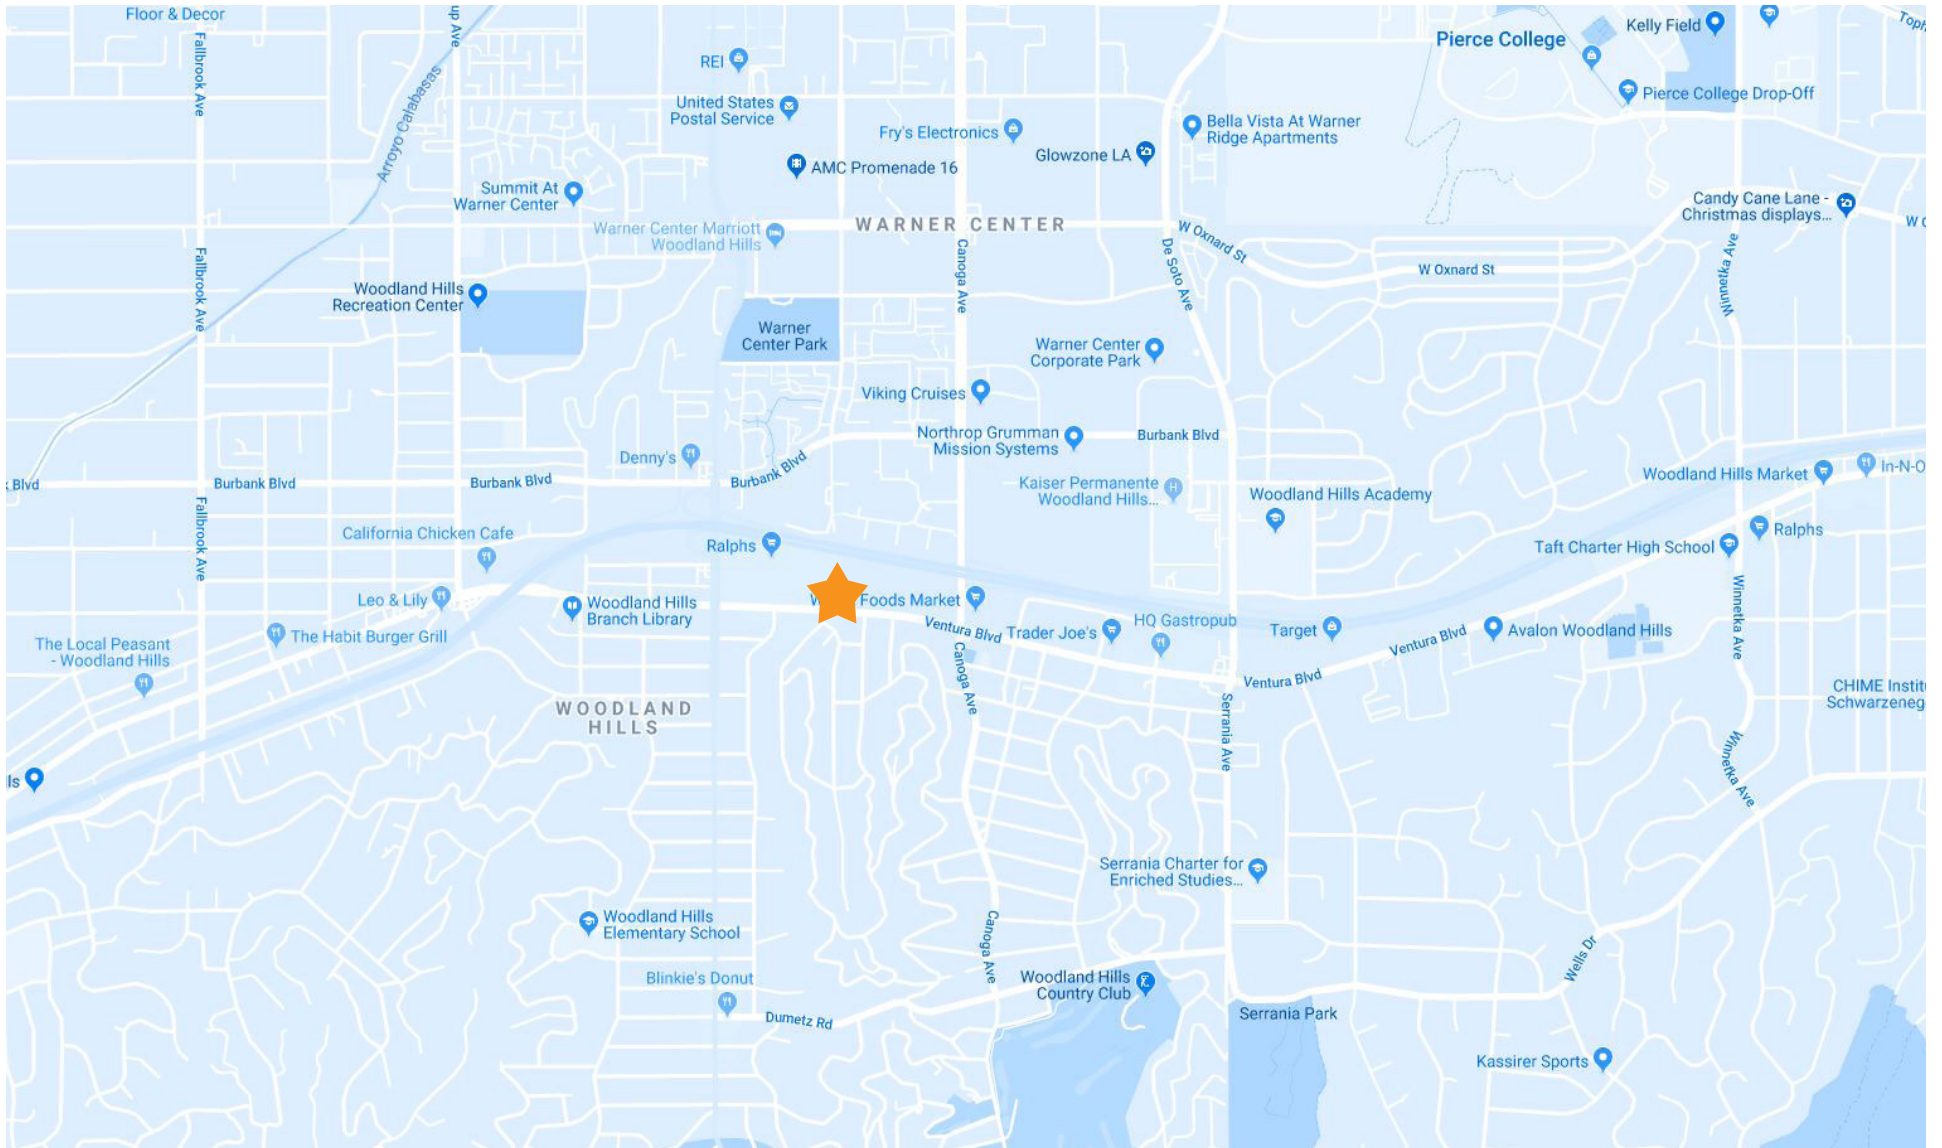 Floor & Decor
Fallbrook Ave
up Ave
Arroyo Calabasas
REI
United States
Postal Service
AMC Promenade 16
Fry's Electronics
Glowzone LA
Bella Vista At Warner
Ridge Apartments
Pierce College
Kelly Field
Pierce College Drop-Off
Candy Cane Lane -
Christmas displays...
Summit At
Warner Center
Warner Center Marriott
Woodland Hills
WARNER CENTER
W Oxnard St
W Oxnard St
Canoga Ave
De Soto Ave
Winnetka Ave
Fallbrook Ave
Woodland Hills
Recreation Center
Warner
Center Park
Warner Center
Corporate Park
Viking Cruises
Northrop Grumman
Mission Systems
Burbank Blvd
Denny's
Burbank Blvd
Burbank Blvd
Burbank Blvd
Blvd
Kaiser Permanente
Woodland Hills...
Woodland Hills Academy
Woodland Hills Market
In-N-O
Ralphs
Taft Charter High School
Fallbrook Ave
California Chicken Cafe
Ralphs
Leo & Lily
Woodland Hills
Branch Library
Foods Market
Ventura Blvd
Trader Joe's
HQ Gastropub
Target
Ventura Blvd
Avalon Woodland Hills
Winnetka Ave
The Habit Burger Grill
The Local Peasant
- Woodland Hills
Canoga Ave
Ventura Blvd
Serrania Ave
CHIME Instit
Schwarzeneg
WOODLAND
HILLS
Winnetka Ave
lls
Serrania Charter for
Enriched Studies...
Woodland Hills
Elementary School
Canoga Ave
Wells Dr
Blinkie's Donut
Woodland Hills
Country Club
Dumetz Rd
Serrania Park
Kassirer Sports